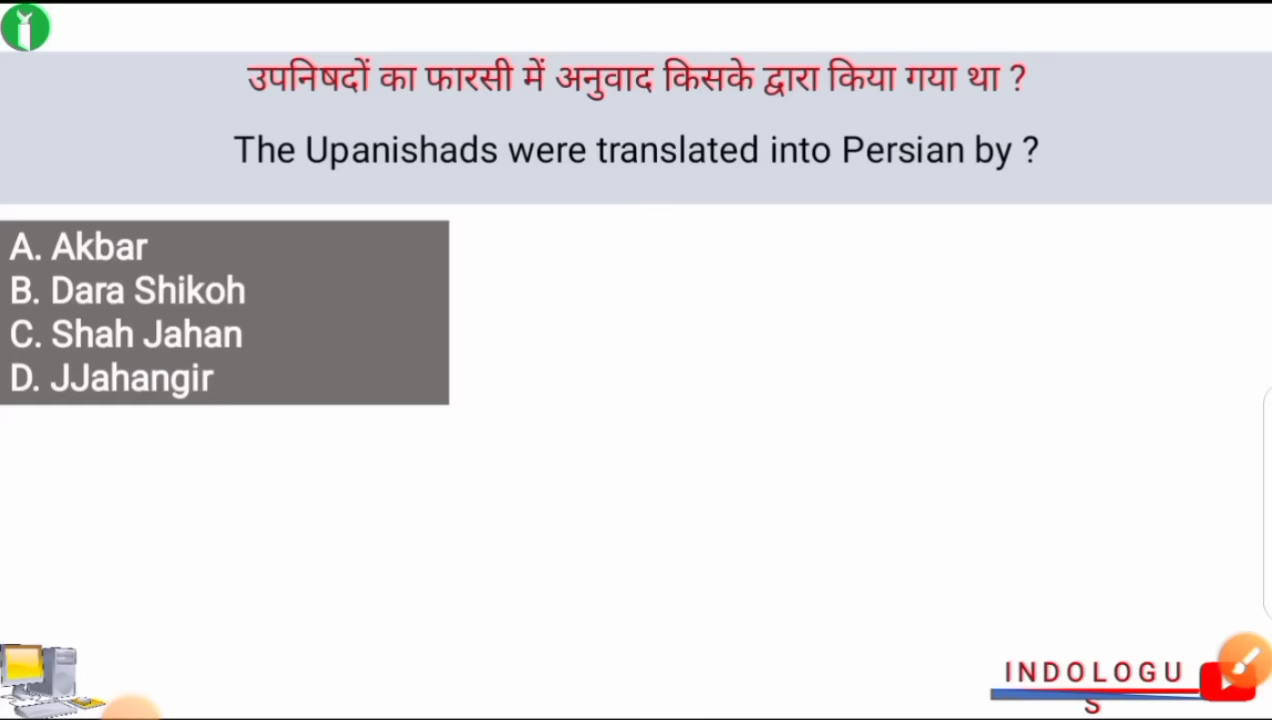 उपनिषदों का फारसी में अनुवाद किसके द्वारा किया गया था ?
The Upanishads were translated into Persian by ?
A. Akbar
B. Dara Shikoh
C. Shah Jahan
D. JJahangir
INDOLOGU
S